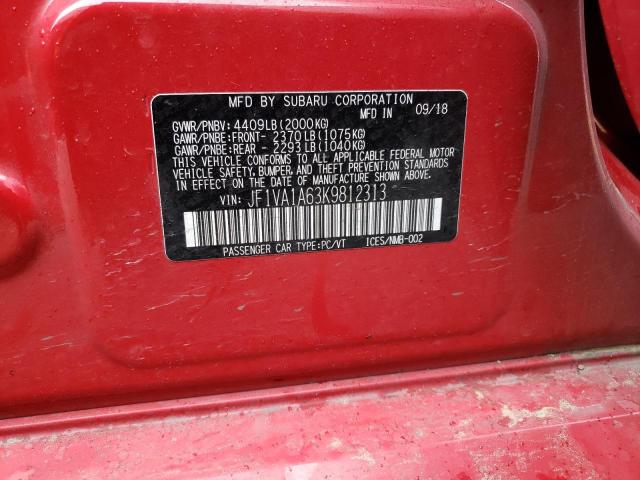 MFD BY SUBARU CORPORATION
MFD IN 09/18
GVWR/PNBV: 4409LB(2000KG)
GAWR/PNBE:FRONT- 2370LB(1075KG)
GAWR/PNBE:REAR - 2293LB(1040KG)
THIS VEHICLE CONFORMS TO ALL APPLICABLE FEDERAL MOTOR
VEHICLE SAFETY, BUMPER, AND THEFT PREVENTION STANDARDS
IN EFFECT ON THE DATE OF MANUFACTURE SHOWN ABOVE.
VIN: JF1VA1A63K9812313
PASSENGER CAR TYPE:PC/VT ICES/NMB-002